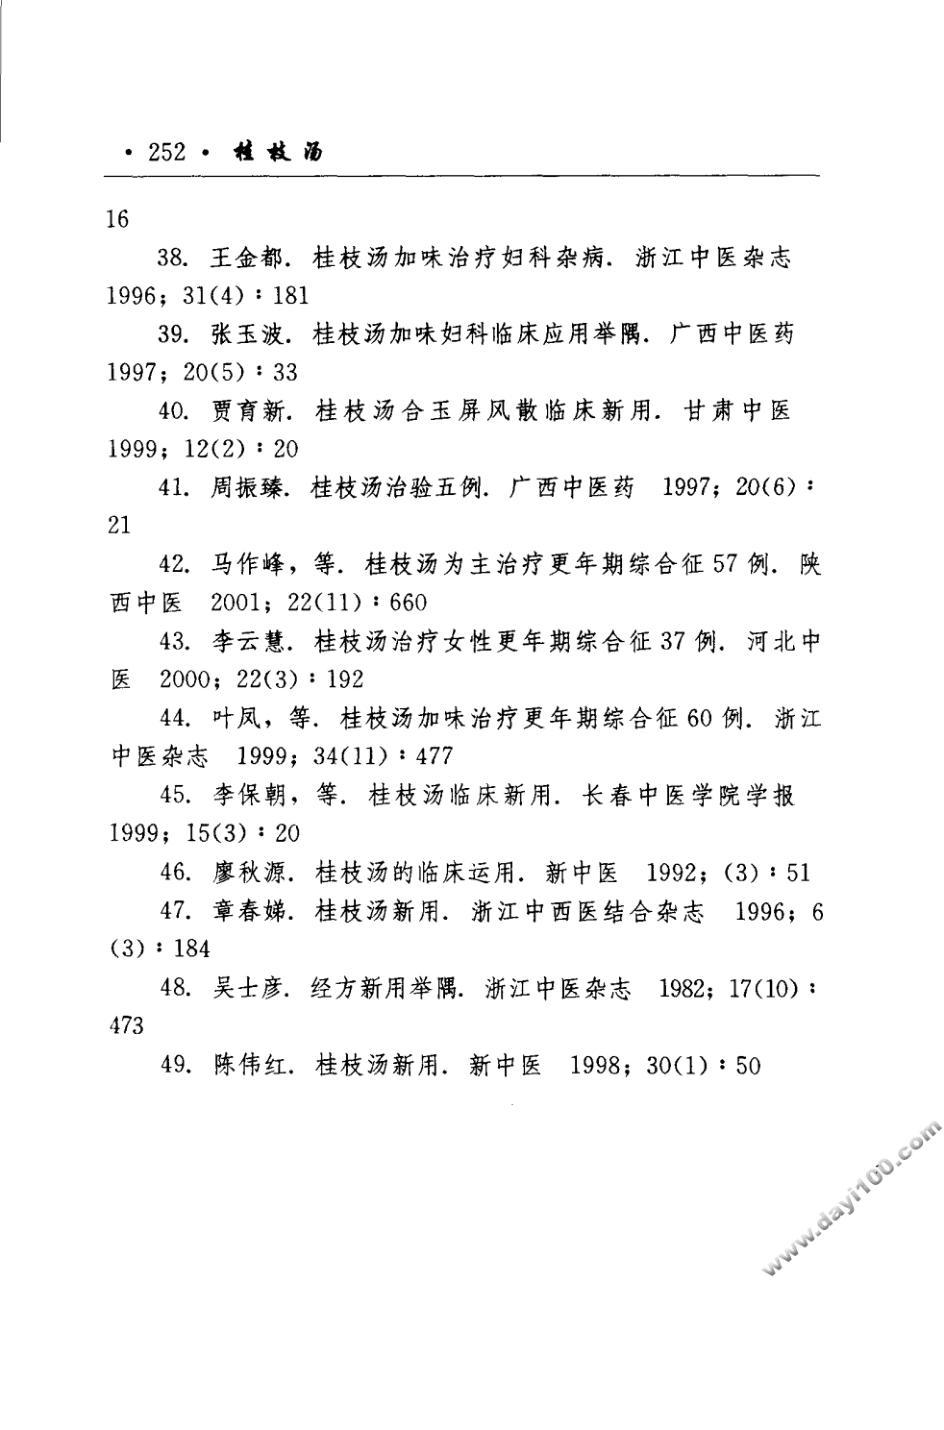 · 252 · 桂枝汤
16
38. 王金都. 桂枝汤加味治疗妇科杂病. 浙江中医杂志
1996; 31(4)∶181
39. 张玉波. 桂枝汤加味妇科临床应用举隅. 广西中医药
1997; 20(5)∶33
40. 贾育新. 桂枝汤合玉屏风散临床新用. 甘肃中医
1999; 12(2)∶20
41. 周振臻. 桂枝汤治验五例. 广西中医药 1997; 20(6)∶
21
42. 马作峰, 等. 桂枝汤为主治疗更年期综合征 57 例. 陕
西中医 2001; 22(11)∶660
43. 李云慧. 桂枝汤治疗女性更年期综合征 37 例. 河北中
医 2000; 22(3)∶192
44. 叶凤, 等. 桂枝汤加味治疗更年期综合征 60 例. 浙江
中医杂志 1999; 34(11)∶477
45. 李保朝, 等. 桂枝汤临床新用. 长春中医学院学报
1999; 15(3)∶20
46. 廖秋源. 桂枝汤的临床运用. 新中医 1992; (3)∶51
47. 章春娣. 桂枝汤新用. 浙江中西医结合杂志 1996; 6
(3)∶184
48. 吴士彦. 经方新用举隅. 浙江中医杂志 1982; 17(10)∶
473
49. 陈伟红. 桂枝汤新用. 新中医 1998; 30(1)∶50
www.dayi100.com